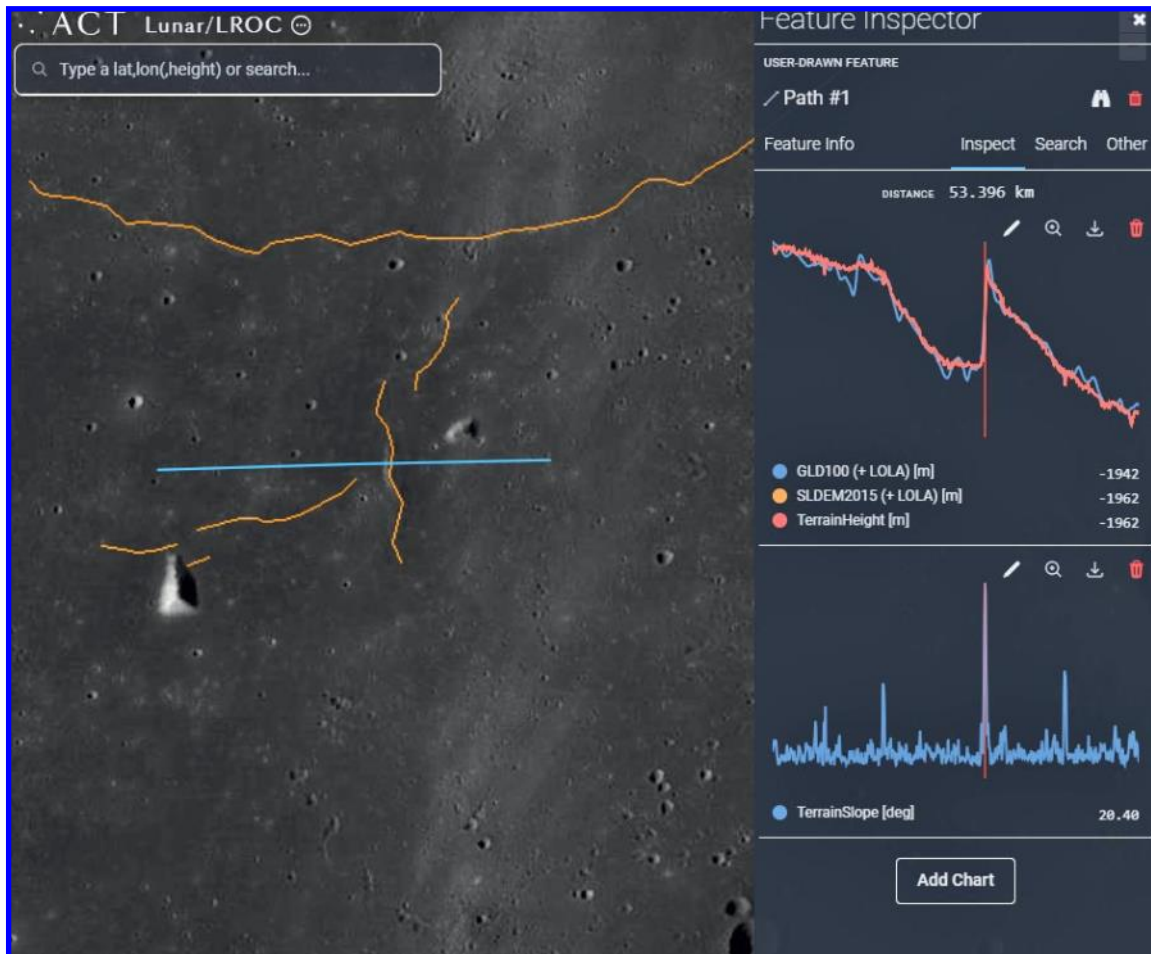 ACT Lunar/LROC
Type a lat,lon(,height) or search...
Feature Inspector
USER-DRAWN FEATURE
Path #1
Feature Info Inspect Search Other
DISTANCE 53.396 km
GLD100 (+ LOLA) [m] -1942
SLDEM2015 (+ LOLA) [m] -1962
TerrainHeight [m] -1962
TerrainSlope [deg] 20.40
Add Chart